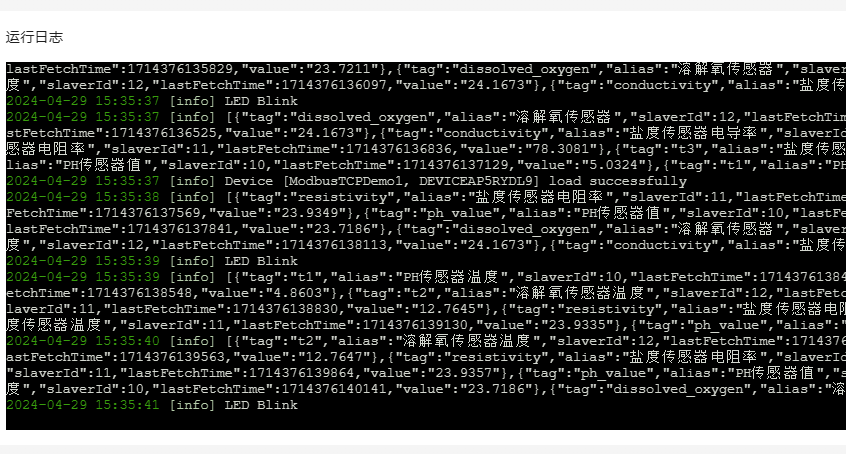 运行日志
lastFetchTime":1714376135829,"value":"23.7211"},{"tag":"dissolved_oxygen","alias":"溶解氧传感器","slaver
度","slaverId":12,"lastFetchTime":1714376136097,"value":"24.1673"},{"tag":"conductivity","alias":"盐度传
2024-04-29 15:35:37 [info] LED Blink
2024-04-29 15:35:37 [info] [{"tag":"dissolved_oxygen","alias":"溶解氧传感器","slaverId":12,"lastFetchTim
stFetchTime":1714376136525,"value":"24.1673"},{"tag":"conductivity","alias":"盐度传感器电导率","slaverId
感器电阻率","slaverId":11,"lastFetchTime":1714376136836,"value":"78.3081"},{"tag":"t3","alias":"盐度传感
lias":"PH传感器值","slaverId":10,"lastFetchTime":1714376137129,"value":"5.0324"},{"tag":"t1","alias":"PH
2024-04-29 15:35:37 [info] Device [ModbusTCPDemo1, DEVICEAP5RYDL9] load successfully
2024-04-29 15:35:38 [info] [{"tag":"resistivity","alias":"盐度传感器电阻率","slaverId":11,"lastFetchTime
FetchTime":1714376137569,"value":"23.9349"},{"tag":"ph_value","alias":"PH传感器值","slaverId":10,"lastFe
lastFetchTime":1714376137841,"value":"23.7186"},{"tag":"dissolved_oxygen","alias":"溶解氧传感器","slaver
度","slaverId":12,"lastFetchTime":1714376138113,"value":"24.1673"},{"tag":"conductivity","alias":"盐度传
2024-04-29 15:35:39 [info] LED Blink
2024-04-29 15:35:39 [info] [{"tag":"t1","alias":"PH传感器温度","slaverId":10,"lastFetchTime":17143761384
etchTime":1714376138548,"value":"4.8603"},{"tag":"t2","alias":"溶解氧传感器温度","slaverId":12,"lastFetc
laverId":11,"lastFetchTime":1714376138830,"value":"12.7645"},{"tag":"resistivity","alias":"盐度传感器电阻
度传感器温度","slaverId":11,"lastFetchTime":1714376139130,"value":"23.9335"},{"tag":"ph_value","alias":"
2024-04-29 15:35:40 [info] [{"tag":"t2","alias":"溶解氧传感器温度","slaverId":12,"lastFetchTime":1714376
astFetchTime":1714376139563,"value":"12.7647"},{"tag":"resistivity","alias":"盐度传感器电阻率","slaverId
"slaverId":11,"lastFetchTime":1714376139864,"value":"23.9357"},{"tag":"ph_value","alias":"PH传感器值","s
度","slaverId":10,"lastFetchTime":1714376140141,"value":"23.7186"},{"tag":"dissolved_oxygen","alias":"溶
2024-04-29 15:35:41 [info] LED Blink